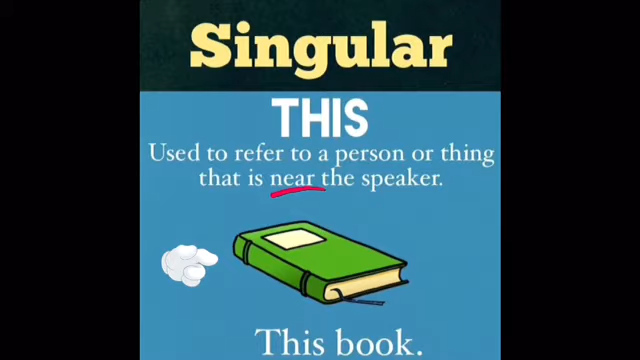 Singular
THIS
Used to refer to a person or thing
that is near the speaker.
This book.